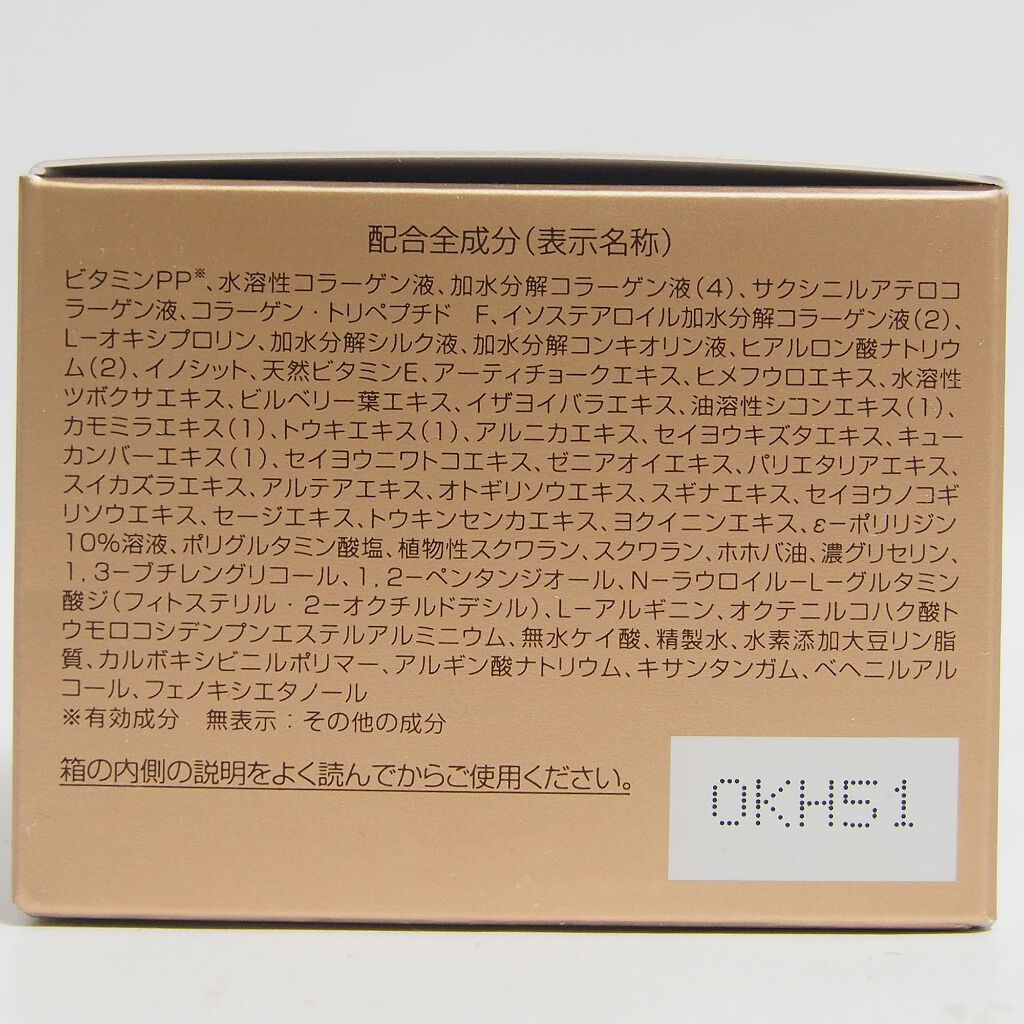 配合全成分(表示名称)
ビタミンPP※、水溶性コラーゲン液、加水分解コラーゲン液(4)、サクシニルアテロコ
ラーゲン液、コラーゲン・トリペプチド　F、イソステアロイル加水分解コラーゲン液(2)、
L-オキシプロリン、加水分解シルク液、加水分解コンキオリン液、ヒアルロン酸ナトリウ
ム(2)、イノシット、天然ビタミンE、アーティチョークエキス、ヒメフウロエキス、水溶性
ツボクサエキス、ビルベリー葉エキス、イザヨイバラエキス、油溶性シコンエキス(1)、
カモミラエキス(1)、トウキエキス(1)、アルニカエキス、セイヨウキズタエキス、キュー
カンバーエキス(1)、セイヨウニワトコエキス、ゼニアオイエキス、パリエタリアエキス、
スイカズラエキス、アルテアエキス、オトギリソウエキス、スギナエキス、セイヨウノコギ
リソウエキス、セージエキス、トウキンセンカエキス、ヨクイニンエキス、ε-ポリリジン
10%溶液、ポリグルタミン酸塩、植物性スクワラン、スクワラン、ホホバ油、濃グリセリン、
1,3-ブチレングリコール、1,2-ペンタンジオール、N-ラウロイル-L-グルタミン
酸ジ(フィトステリル・2-オクチルドデシル)、L-アルギニン、オクテニルコハク酸ト
ウモロコシデンプンエステルアルミニウム、無水ケイ酸、精製水、水素添加大豆リン脂
質、カルボキシビニルポリマー、アルギン酸ナトリウム、キサンタンガム、ベヘニルアル
コール、フェノキシエタノール
※有効成分　無表示：その他の成分
箱の内側の説明をよく読んでからご使用ください。
OKH51